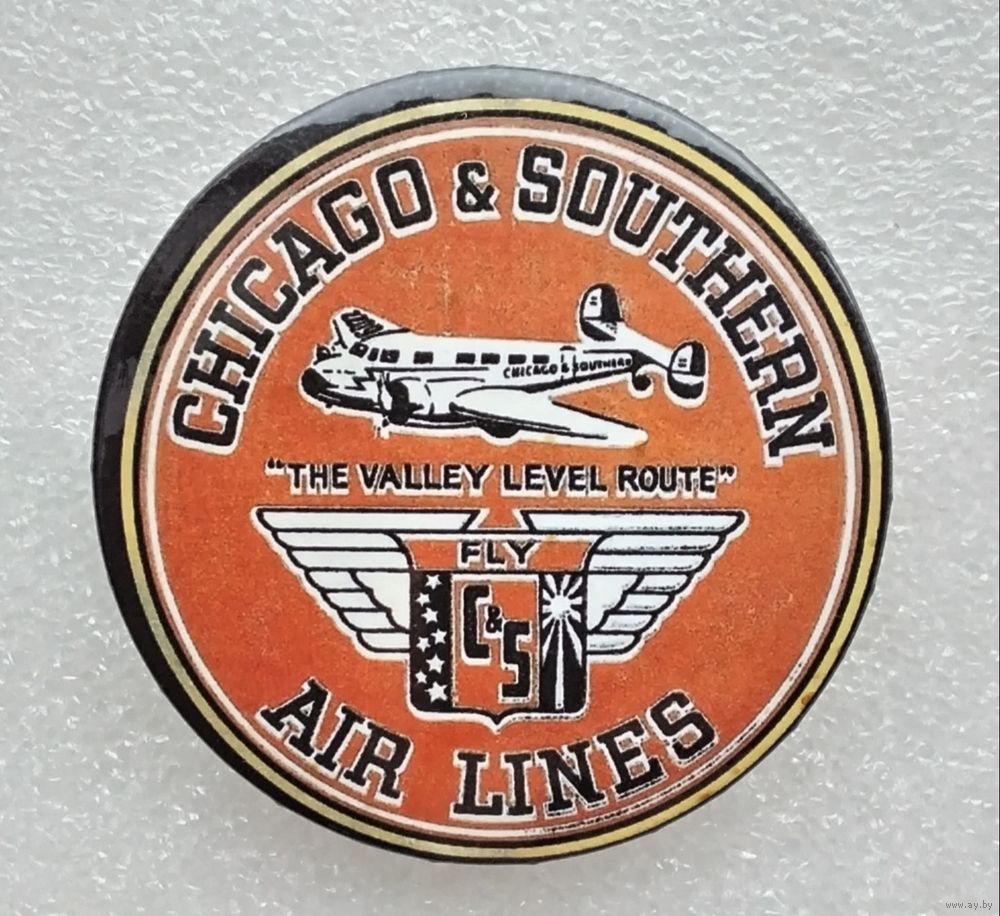 CHICAGO & SOUTHERN
CHICAGO & SOUTHERN
"THE VALLEY LEVEL ROUTE"
FLY
C&S
AIR LINES
www.ay.by